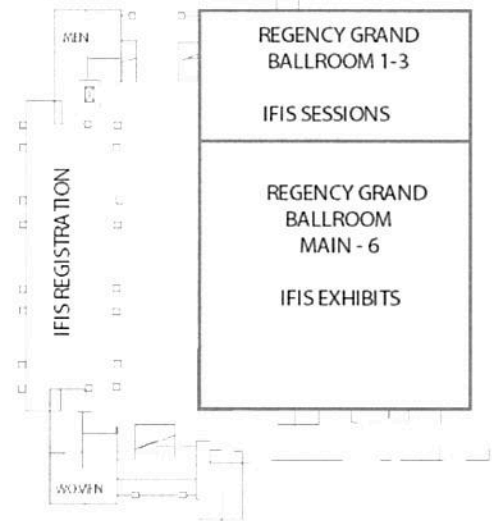 MEN
REGENCY GRAND
BALLROOM 1-3
IFIS SESSIONS
IFIS REGISTRATION
REGENCY GRAND
BALLROOM
MAIN - 6
IFIS EXHIBITS
WOMEN